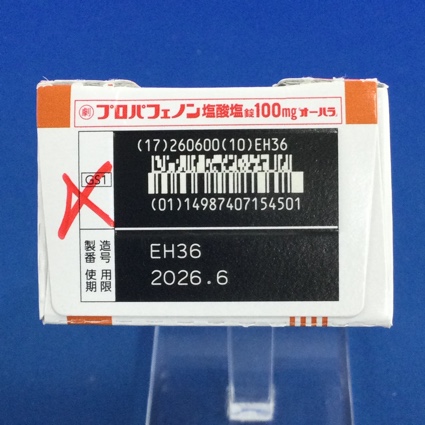 劇 プロパフェノン塩酸塩錠100mg「オーハラ」
(17)260600(10)EH36
GS1
(01)14987407154501
製造番号 EH36
使用期限 2026.6